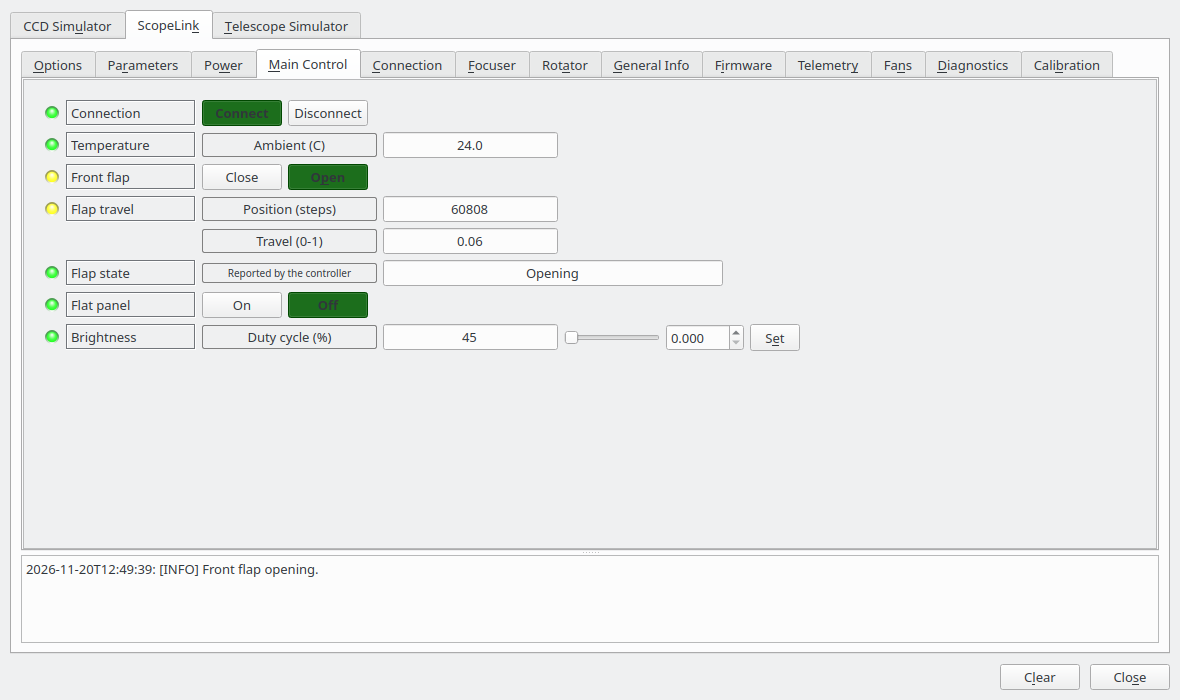 CCD Simulator ScopeLink Telescope Simulator
Options Parameters Power Main Control Connection Focuser Rotator General Info Firmware Telemetry Fans Diagnostics Calibration
Connection Connect Disconnect
Temperature Ambient (C) 24.0
Front flap Close Open
Flap travel Position (steps) 60808
Travel (0-1) 0.06
Flap state Reported by the controller Opening
Flat panel On Off
Brightness Duty cycle (%) 45 0.000 Set
2026-11-20T12:49:39: [INFO] Front flap opening.
Clear Close